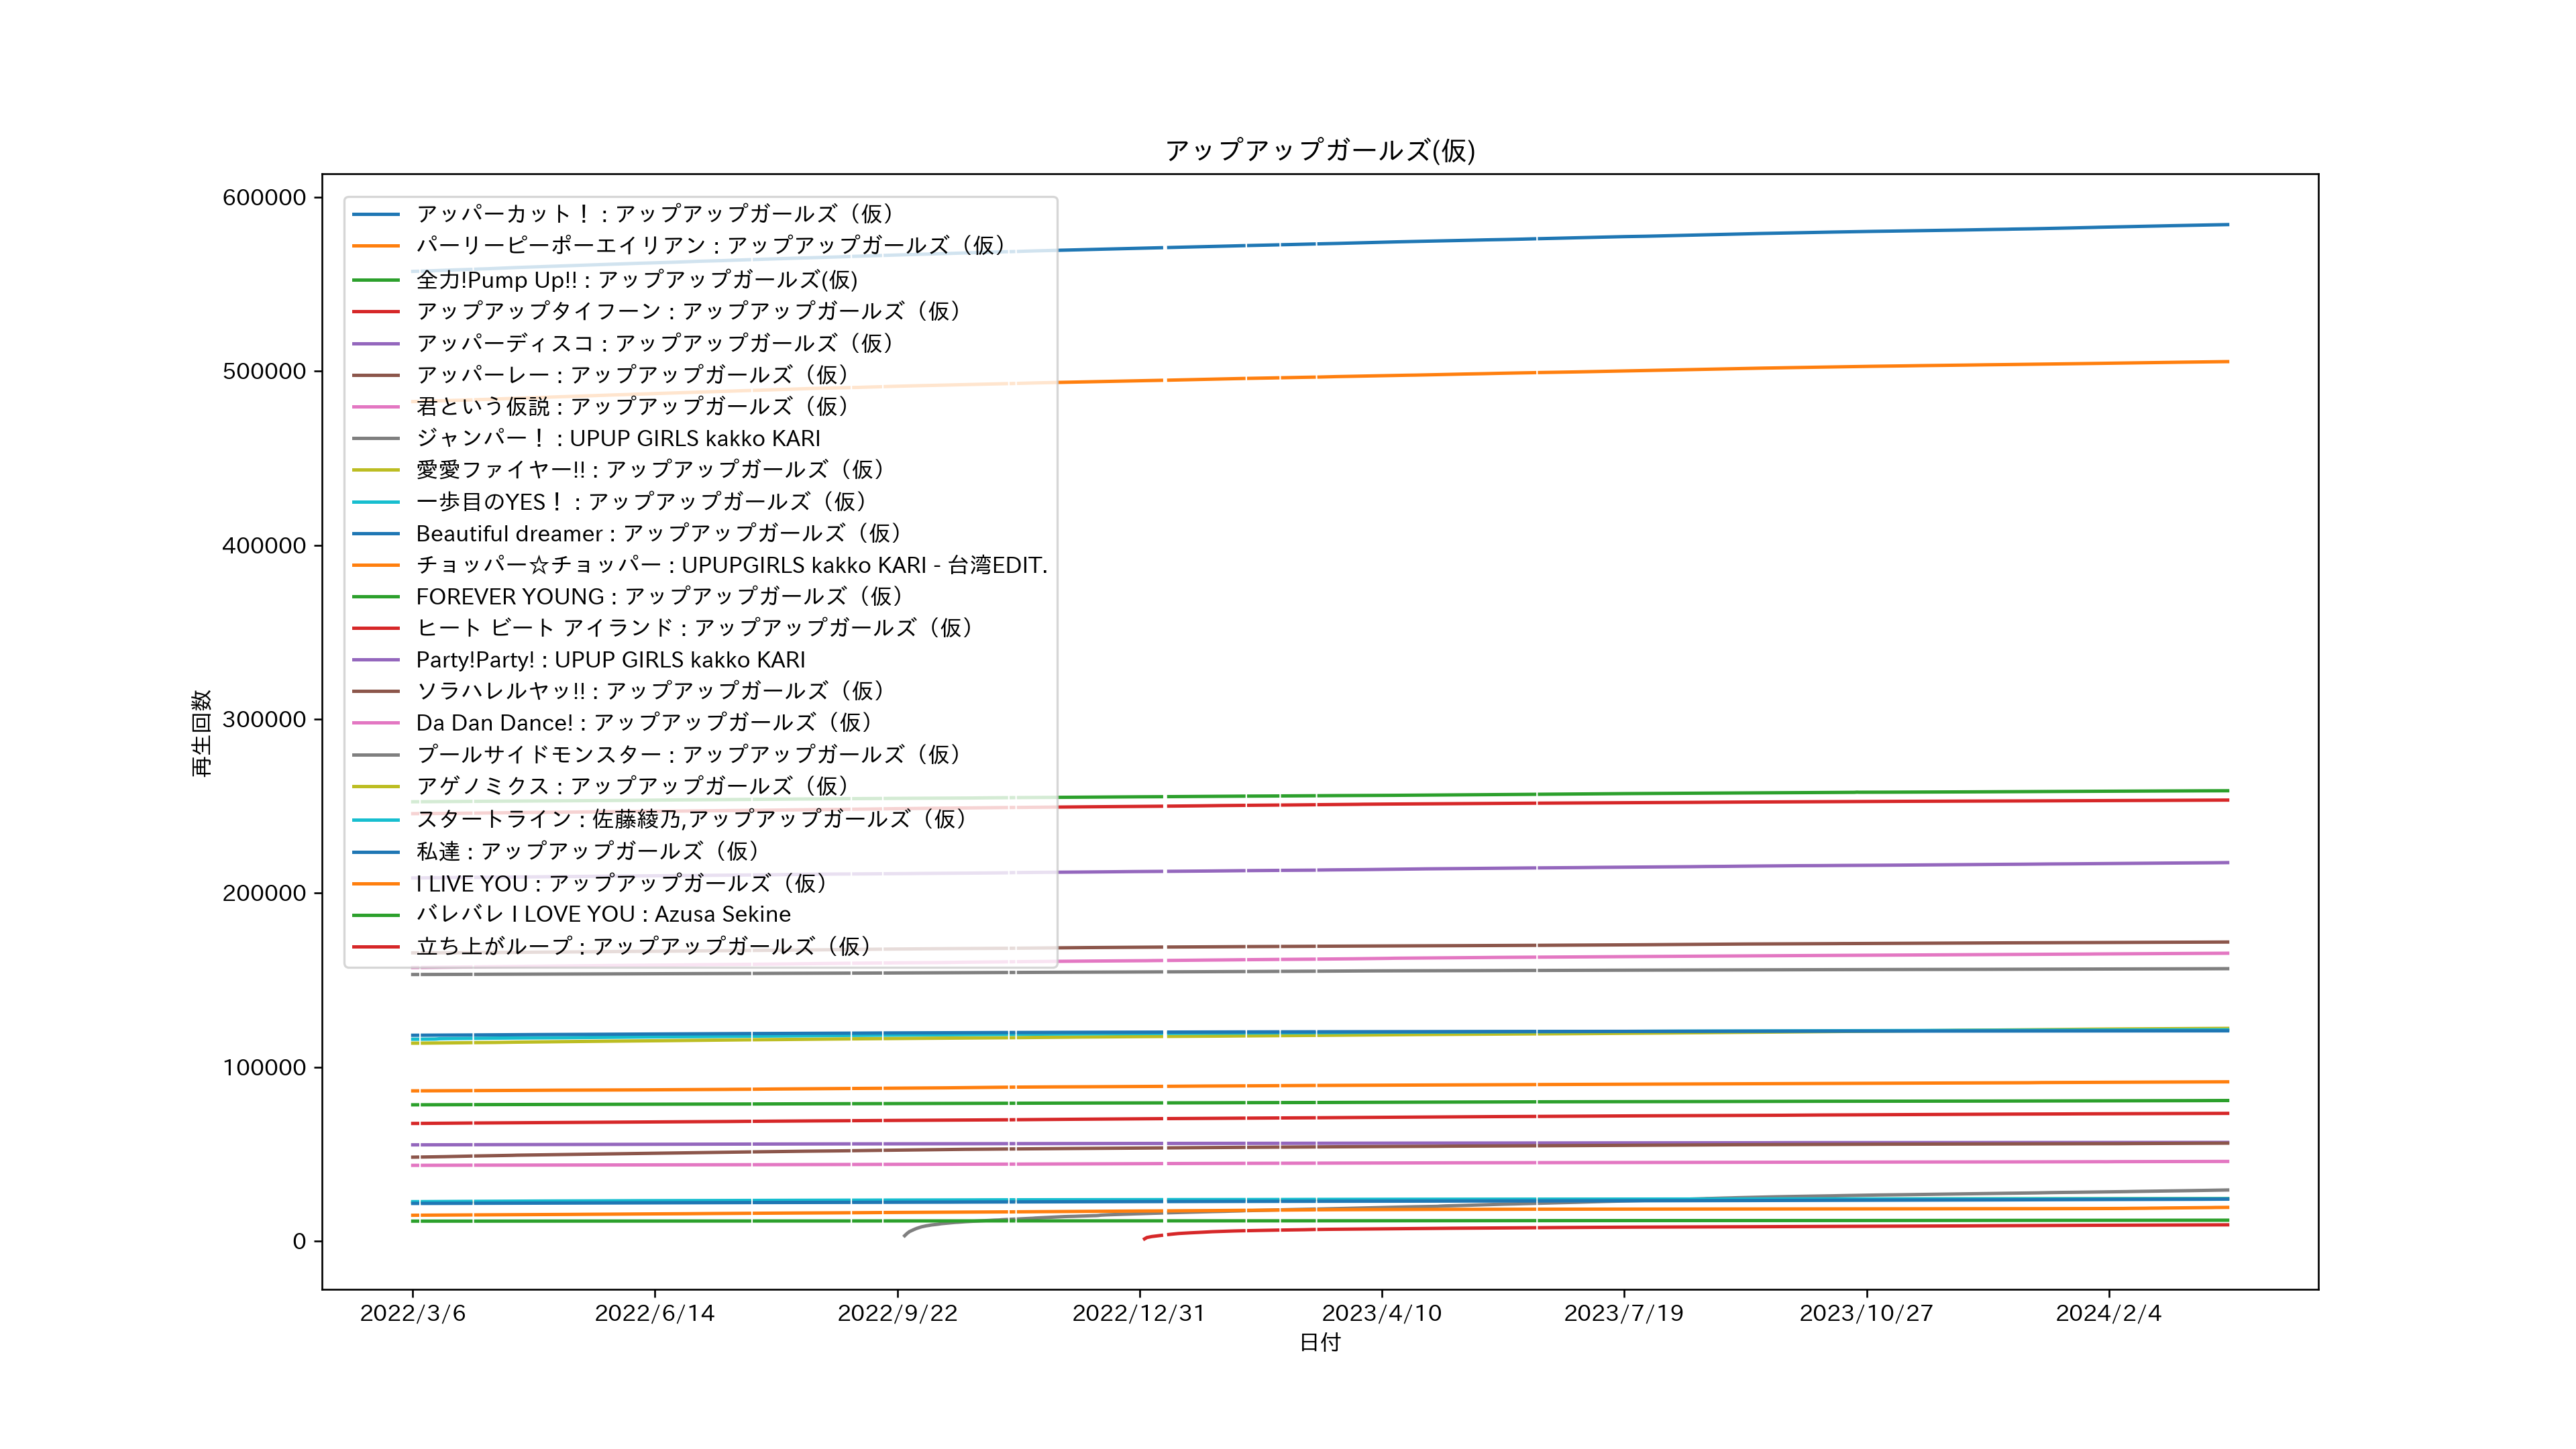 アップアップガールズ(仮)
600000
500000
400000
300000
200000
100000
0
再生回数
アッパーカット！ : アップアップガールズ（仮）
パーリーピーポーエイリアン : アップアップガールズ（仮）
全力!Pump Up!! : アップアップガールズ(仮)
アップアップタイフーン : アップアップガールズ（仮）
アッパーディスコ : アップアップガールズ（仮）
アッパーレー : アップアップガールズ（仮）
君という仮説 : アップアップガールズ（仮）
ジャンパー！ : UPUP GIRLS kakko KARI
愛愛ファイヤー!! : アップアップガールズ（仮）
一歩目のYES！ : アップアップガールズ（仮）
Beautiful dreamer : アップアップガールズ（仮）
チョッパー☆チョッパー : UPUPGIRLS kakko KARI - 台湾EDIT.
FOREVER YOUNG : アップアップガールズ（仮）
ヒート ビート アイランド : アップアップガールズ（仮）
Party!Party! : UPUP GIRLS kakko KARI
ソラハレルヤッ!! : アップアップガールズ（仮）
Da Dan Dance! : アップアップガールズ（仮）
プールサイドモンスター : アップアップガールズ（仮）
アゲノミクス : アップアップガールズ（仮）
スタートライン : 佐藤綾乃,アップアップガールズ（仮）
私達 : アップアップガールズ（仮）
I LIVE YOU : アップアップガールズ（仮）
バレバレ I LOVE YOU : Azusa Sekine
立ち上がループ : アップアップガールズ（仮）
2022/3/6
2022/6/14
2022/9/22
2022/12/31
2023/4/10
2023/7/19
2023/10/27
2024/2/4
日付